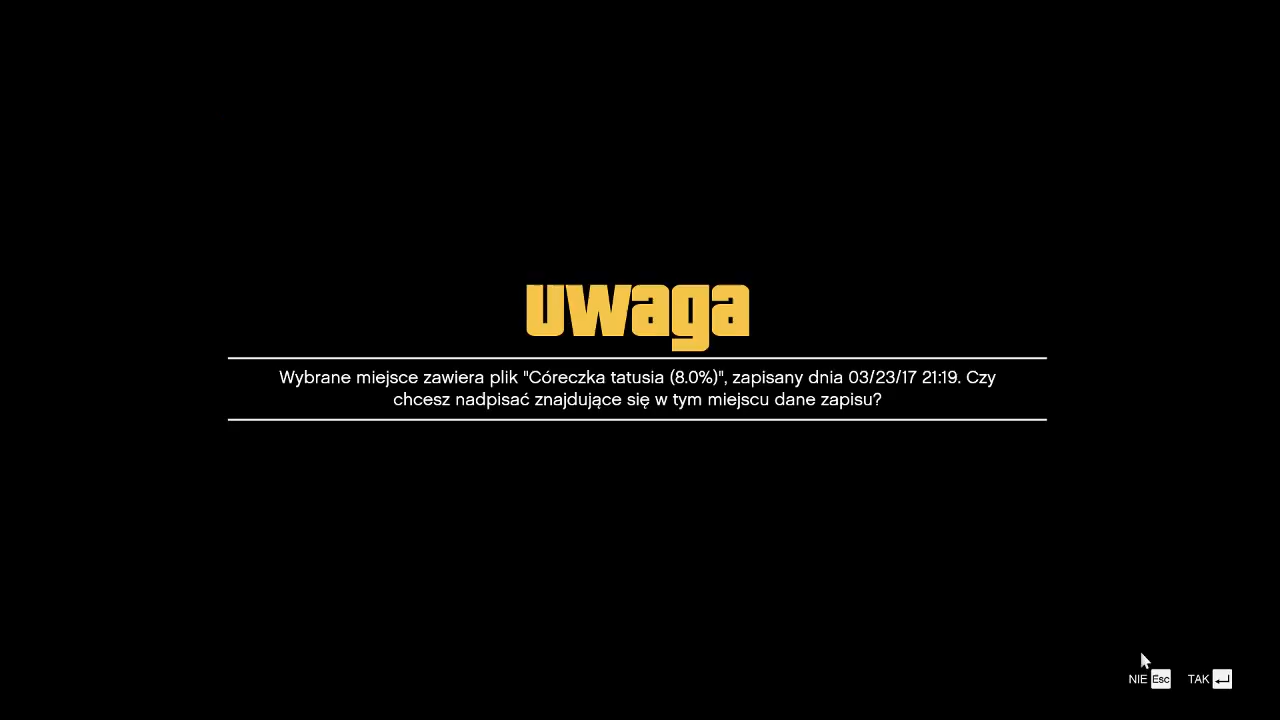 uwaga
Wybrane miejsce zawiera plik "Córeczka tatusia (8.0%)", zapisany dnia 03/23/17 21:19. Czy
chcesz nadpisać znajdujące się w tym miejscu dane zapisu?
NIE Esc TAK